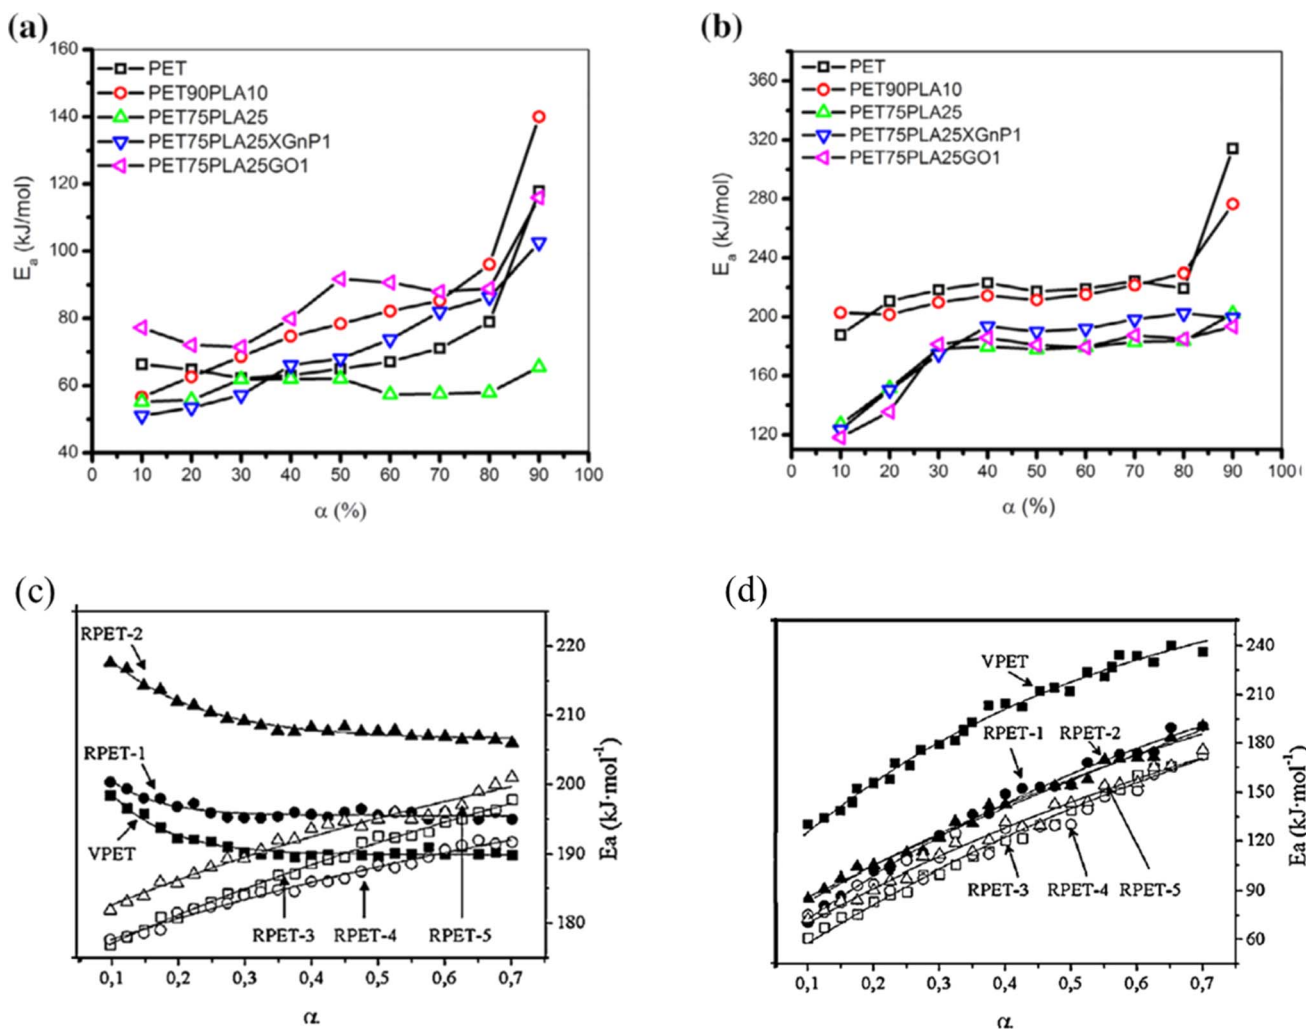 (a)
160
140
120
100
80
60
40
E_a (kJ/mol)
PET
PET90PLA10
PET75PLA25
PET75PLA25XGnP1
PET75PLA25GO1
0 10 20 30 40 50 60 70 80 90 100
α (%)
(b)
360
320
280
240
200
160
120
E_a (kJ/mol)
PET
PET90PLA10
PET75PLA25
PET75PLA25XGnP1
PET75PLA25GO1
0 10 20 30 40 50 60 70 80 90 100
α (%)
(c)
RPET-2
RPET-1
VPET
RPET-3 RPET-4 RPET-5
220
210
200
190
180
Ea (kJ·mol⁻¹)
0,1 0,2 0,3 0,4 0,5 0,6 0,7
α
(d)
VPET
RPET-1 RPET-2
RPET-3 RPET-4 RPET-5
240
210
180
150
120
90
60
Ea (kJ·mol⁻¹)
0,1 0,2 0,3 0,4 0,5 0,6 0,7
α